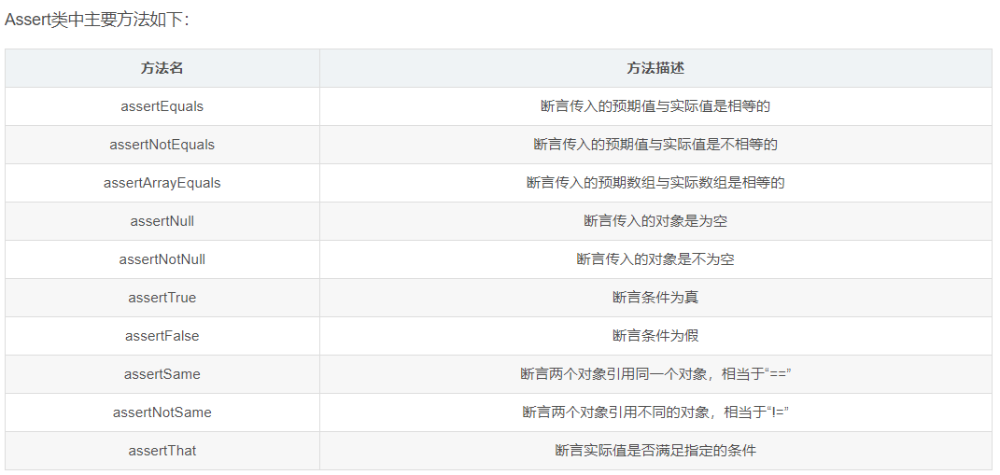 Assert类中主要方法如下：
方法名 方法描述
assertEquals 断言传入的预期值与实际值是相等的
assertNotEquals 断言传入的预期值与实际值是不相等的
assertArrayEquals 断言传入的预期数组与实际数组是相等的
assertNull 断言传入的对象是为空
assertNotNull 断言传入的对象是不为空
assertTrue 断言条件为真
assertFalse 断言条件为假
assertSame 断言两个对象引用同一个对象，相当于“==”
assertNotSame 断言两个对象引用不同的对象，相当于“!=”
assertThat 断言实际值是否满足指定的条件